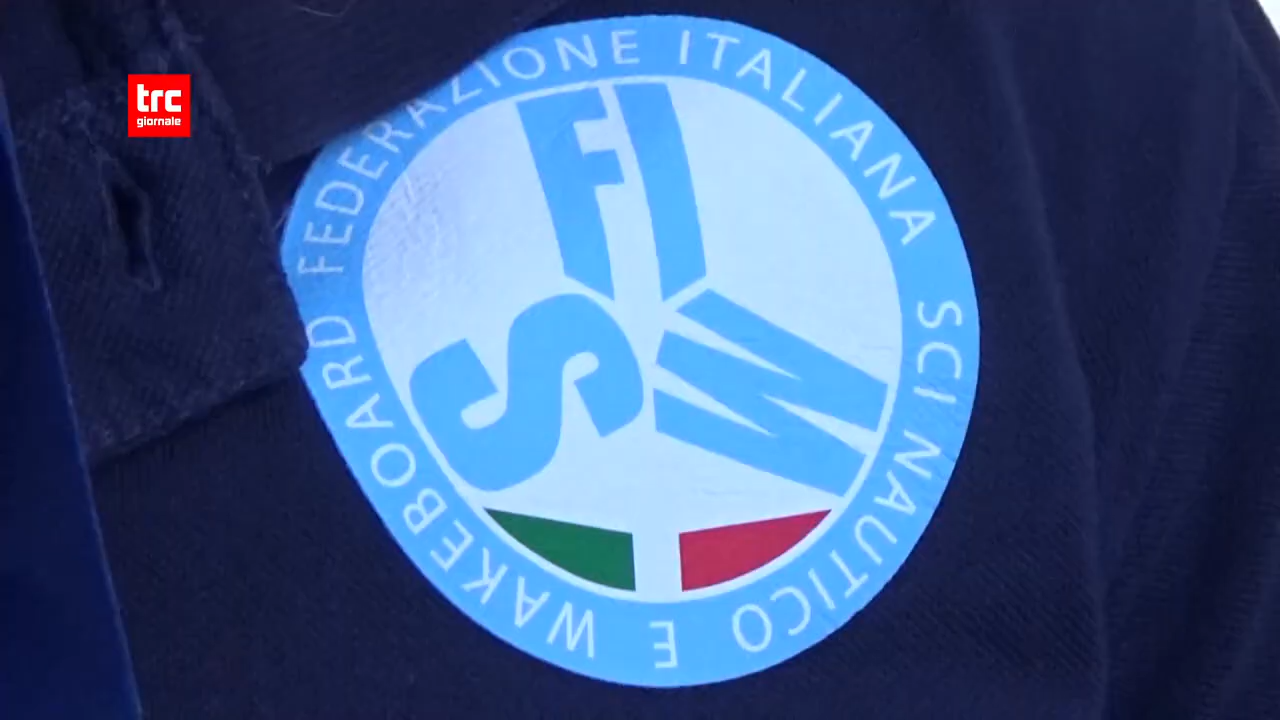 trc
giornale
FEDERAZIONE ITALIANA SCI NAUTICO E WAKEBOARD
FI
S W